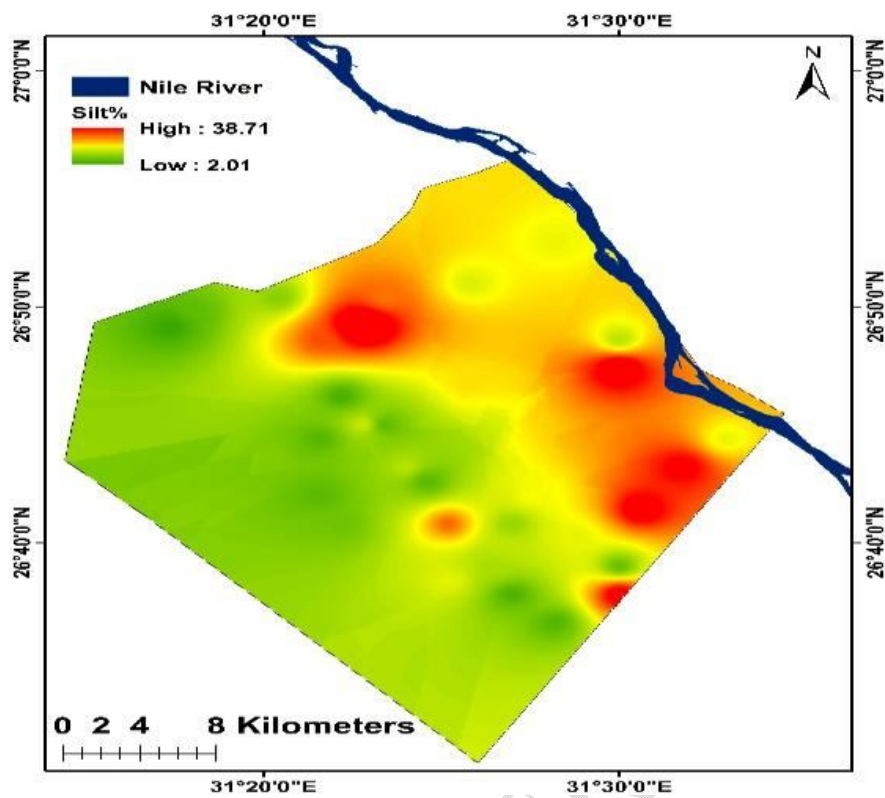 31°20'0"E 31°30'0"E
27°0'0"N 27°0'0"N
N
Nile River
Silt%
High : 38.71
Low : 2.01
26°50'0"N 26°50'0"N
26°40'0"N 26°40'0"N
0 2 4 8 Kilometers
31°20'0"E 31°30'0"E